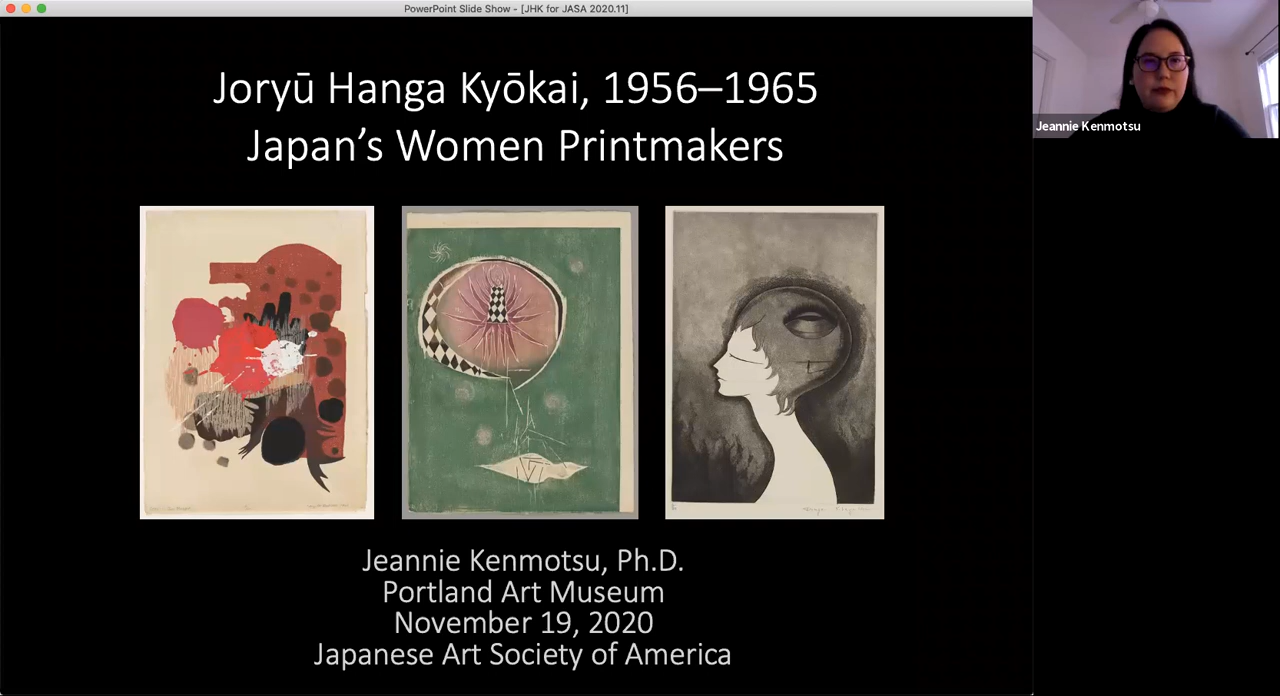 PowerPoint Slide Show - [JHK for JASA 2020.11]
Joryū Hanga Kyōkai, 1956–1965
Japan’s Women Printmakers
Jeannie Kenmotsu, Ph.D.
Portland Art Museum
November 19, 2020
Japanese Art Society of America
Jeannie Kenmotsu